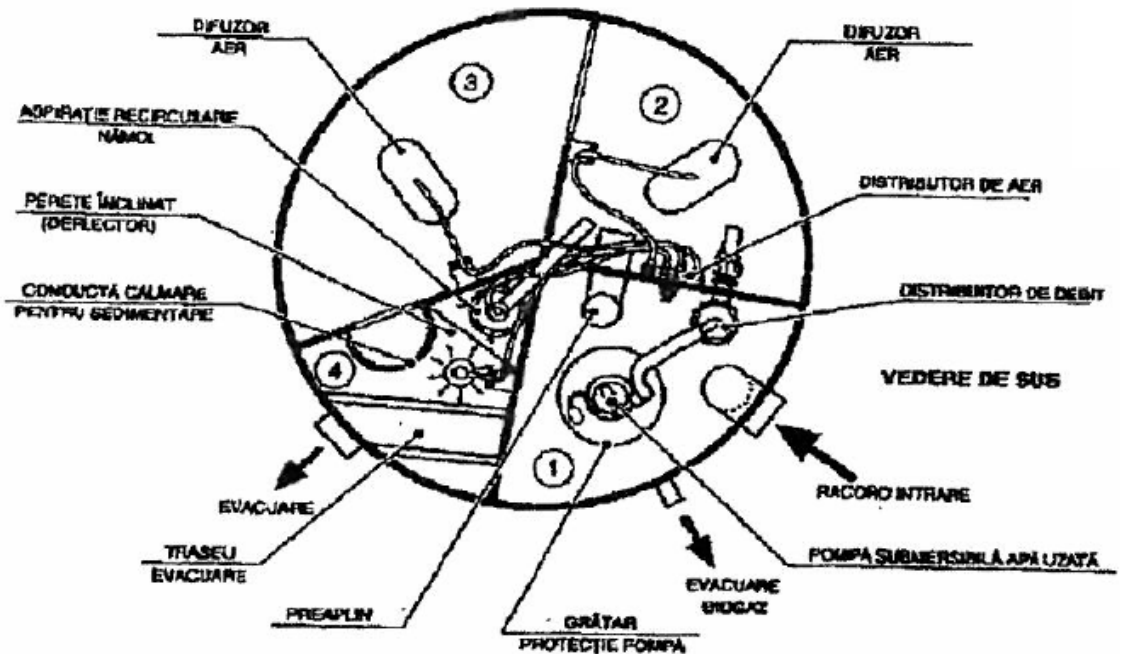 DIFUZOR
AER
DIFUZOR
AER
3
2
ASPIRAȚIE RECIRCULARE
NĂMOL
DISTRIBUTOR DE AER
PERETE ÎNCLINAT
(DEFLECTOR)
CONDUCTĂ CALMARE
PENTRU SEDIMENTARE
DISTRIBUITOR DE DEBIT
4
VEDERE DE SUS
1
RACORD INTRARE
EVACUARE
TRASEU
EVACUARE
POMPĂ SUBMERSIBILĂ APĂ UZATĂ
EVACUARE
BIOGAZ
PREAPLIN
GRĂTAR
PROTECȚIE POMPĂ